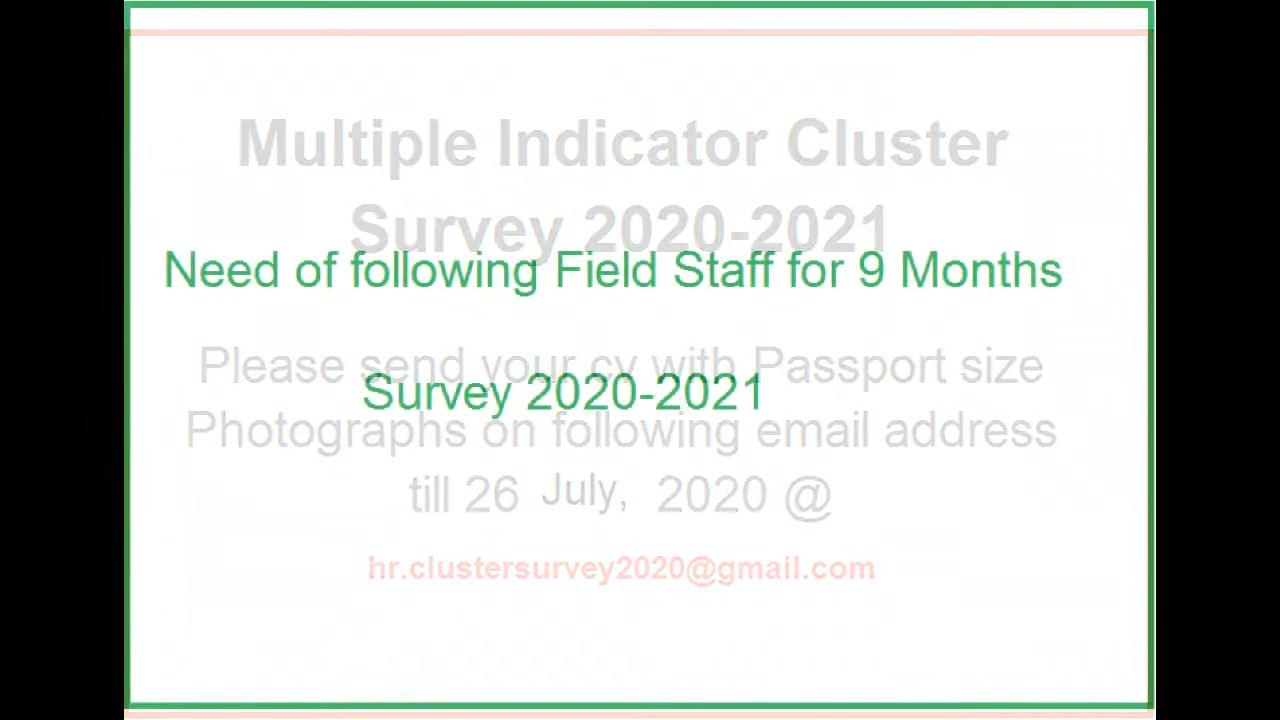 Multiple Indicator Cluster
Survey 2020-2021
Need of following Field Staff for 9 Months
Please send your cv with Passport size
Survey 2020-2021
Photographs on following email address
till 26 July, 2020 @
hr.clustersurvey2020@gmail.com